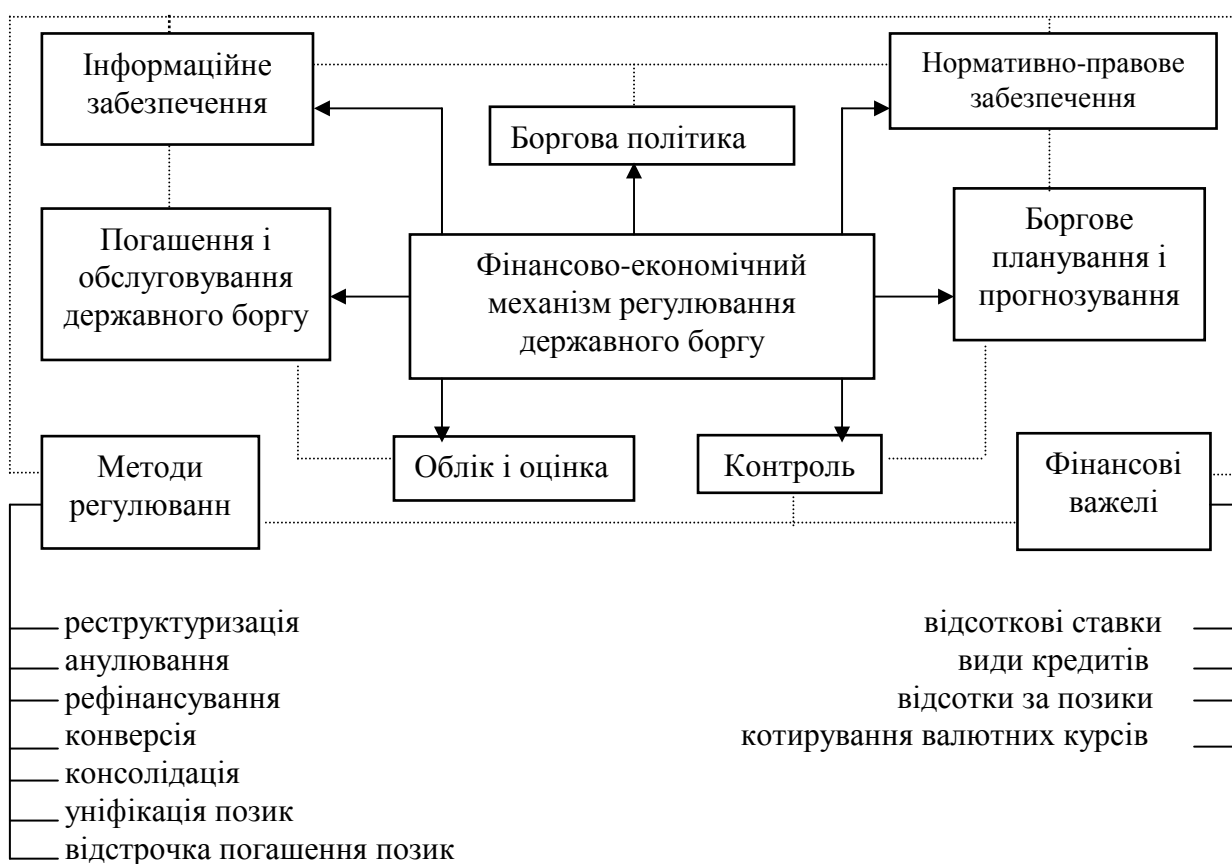 Інформаційне
забезпечення
Нормативно-правове
забезпечення
Боргова політика
Погашення і
обслуговування
державного боргу
Фінансово-економічний
механізм регулювання
державного боргу
Боргове
планування і
прогнозування
Методи
регулюванн
Облік і оцінка
Контроль
Фінансові
важелі
реструктуризація
анулювання
рефінансування
конверсія
консолідація
уніфікація позик
відстрочка погашення позик
відсоткові ставки
види кредитів
відсотки за позики
котирування валютних курсів